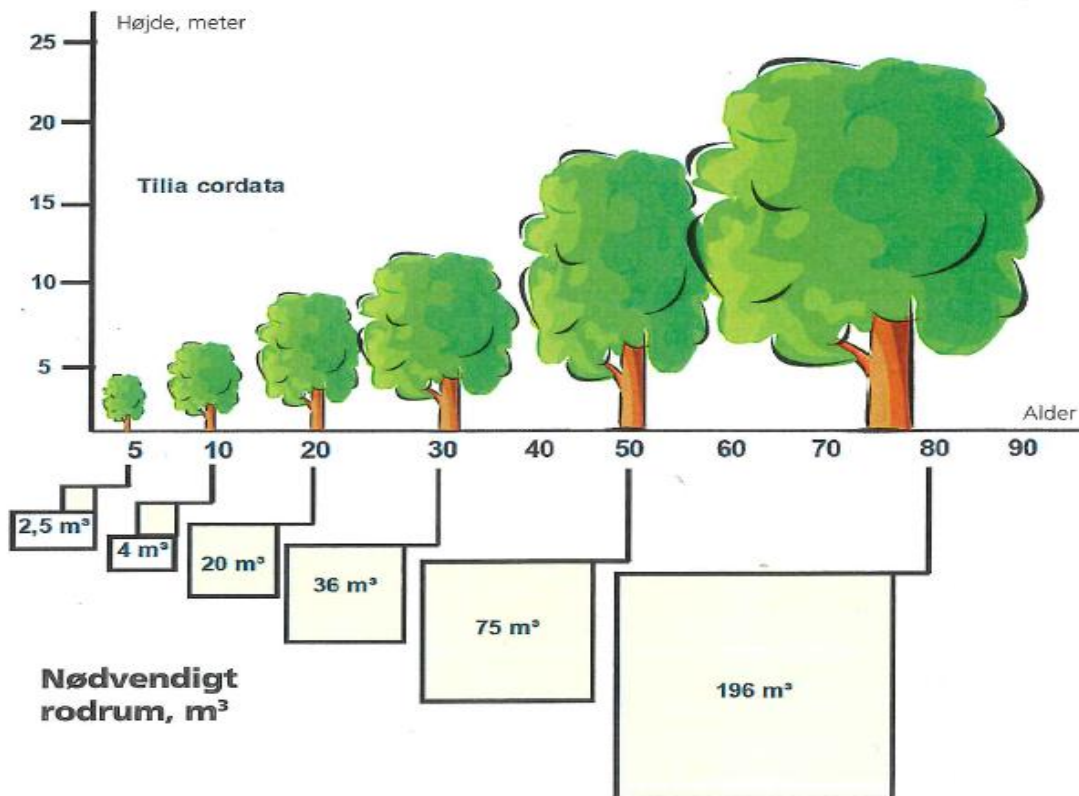 Højde, meter
25
20
15
10
5
Tilia cordata
Alder
5 10 20 30 40 50 60 70 80 90
2,5 m³
4 m³
20 m³
36 m³
75 m³
196 m³
Nødvendigt
rodrum, m³